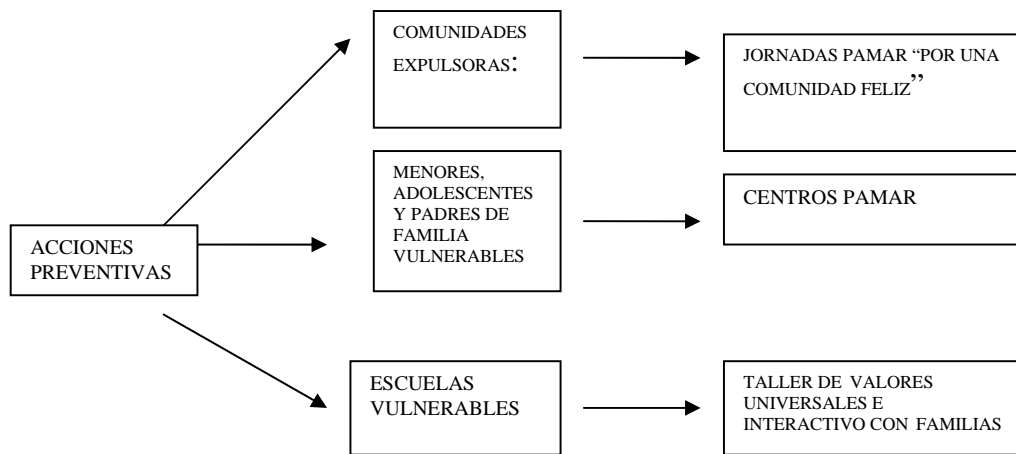 COMUNIDADES
EXPULSORAS:
JORNADAS PAMAR “POR UNA
COMUNIDAD FELIZ”
MENORES,
ADOLESCENTES
Y PADRES DE
FAMILIA
VULNERABLES
CENTROS PAMAR
ACCIONES
PREVENTIVAS
ESCUELAS
VULNERABLES
TALLER DE VALORES
UNIVERSALES E
INTERACTIVO CON FAMILIAS